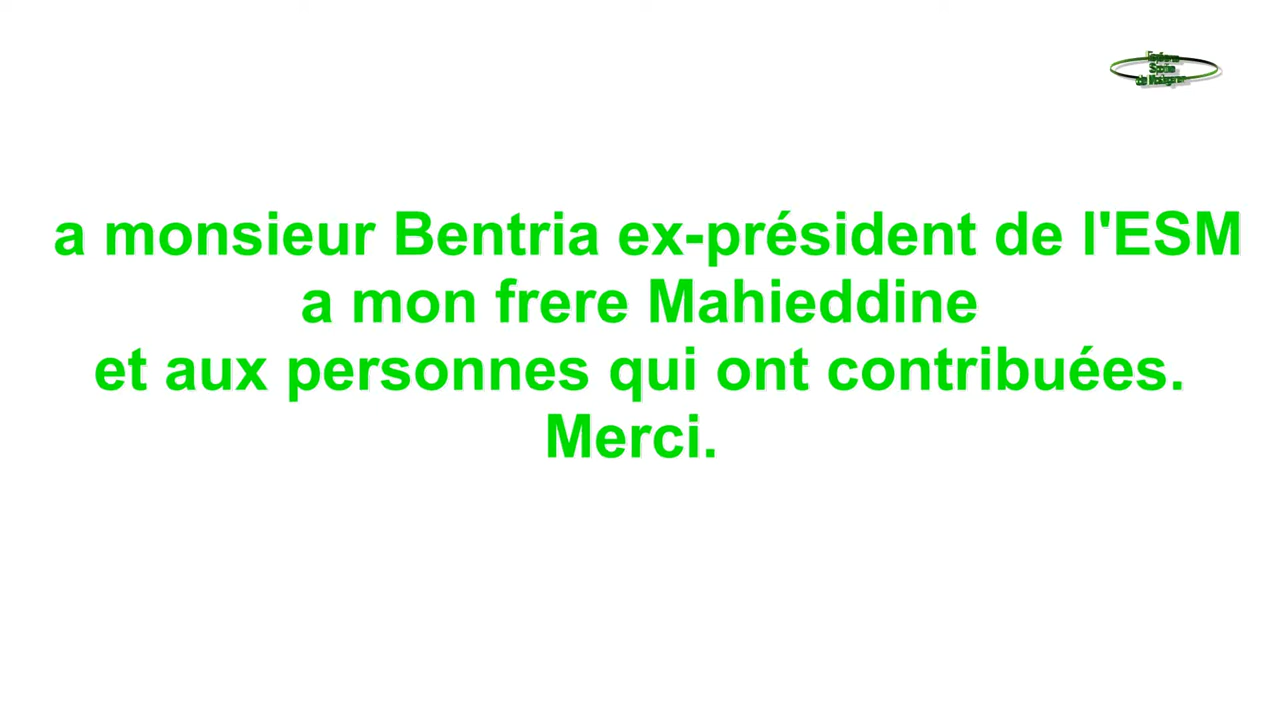 a monsieur Bentria ex-président de l'ESM
a mon frere Mahieddine
et aux personnes qui ont contribuées.
Merci.